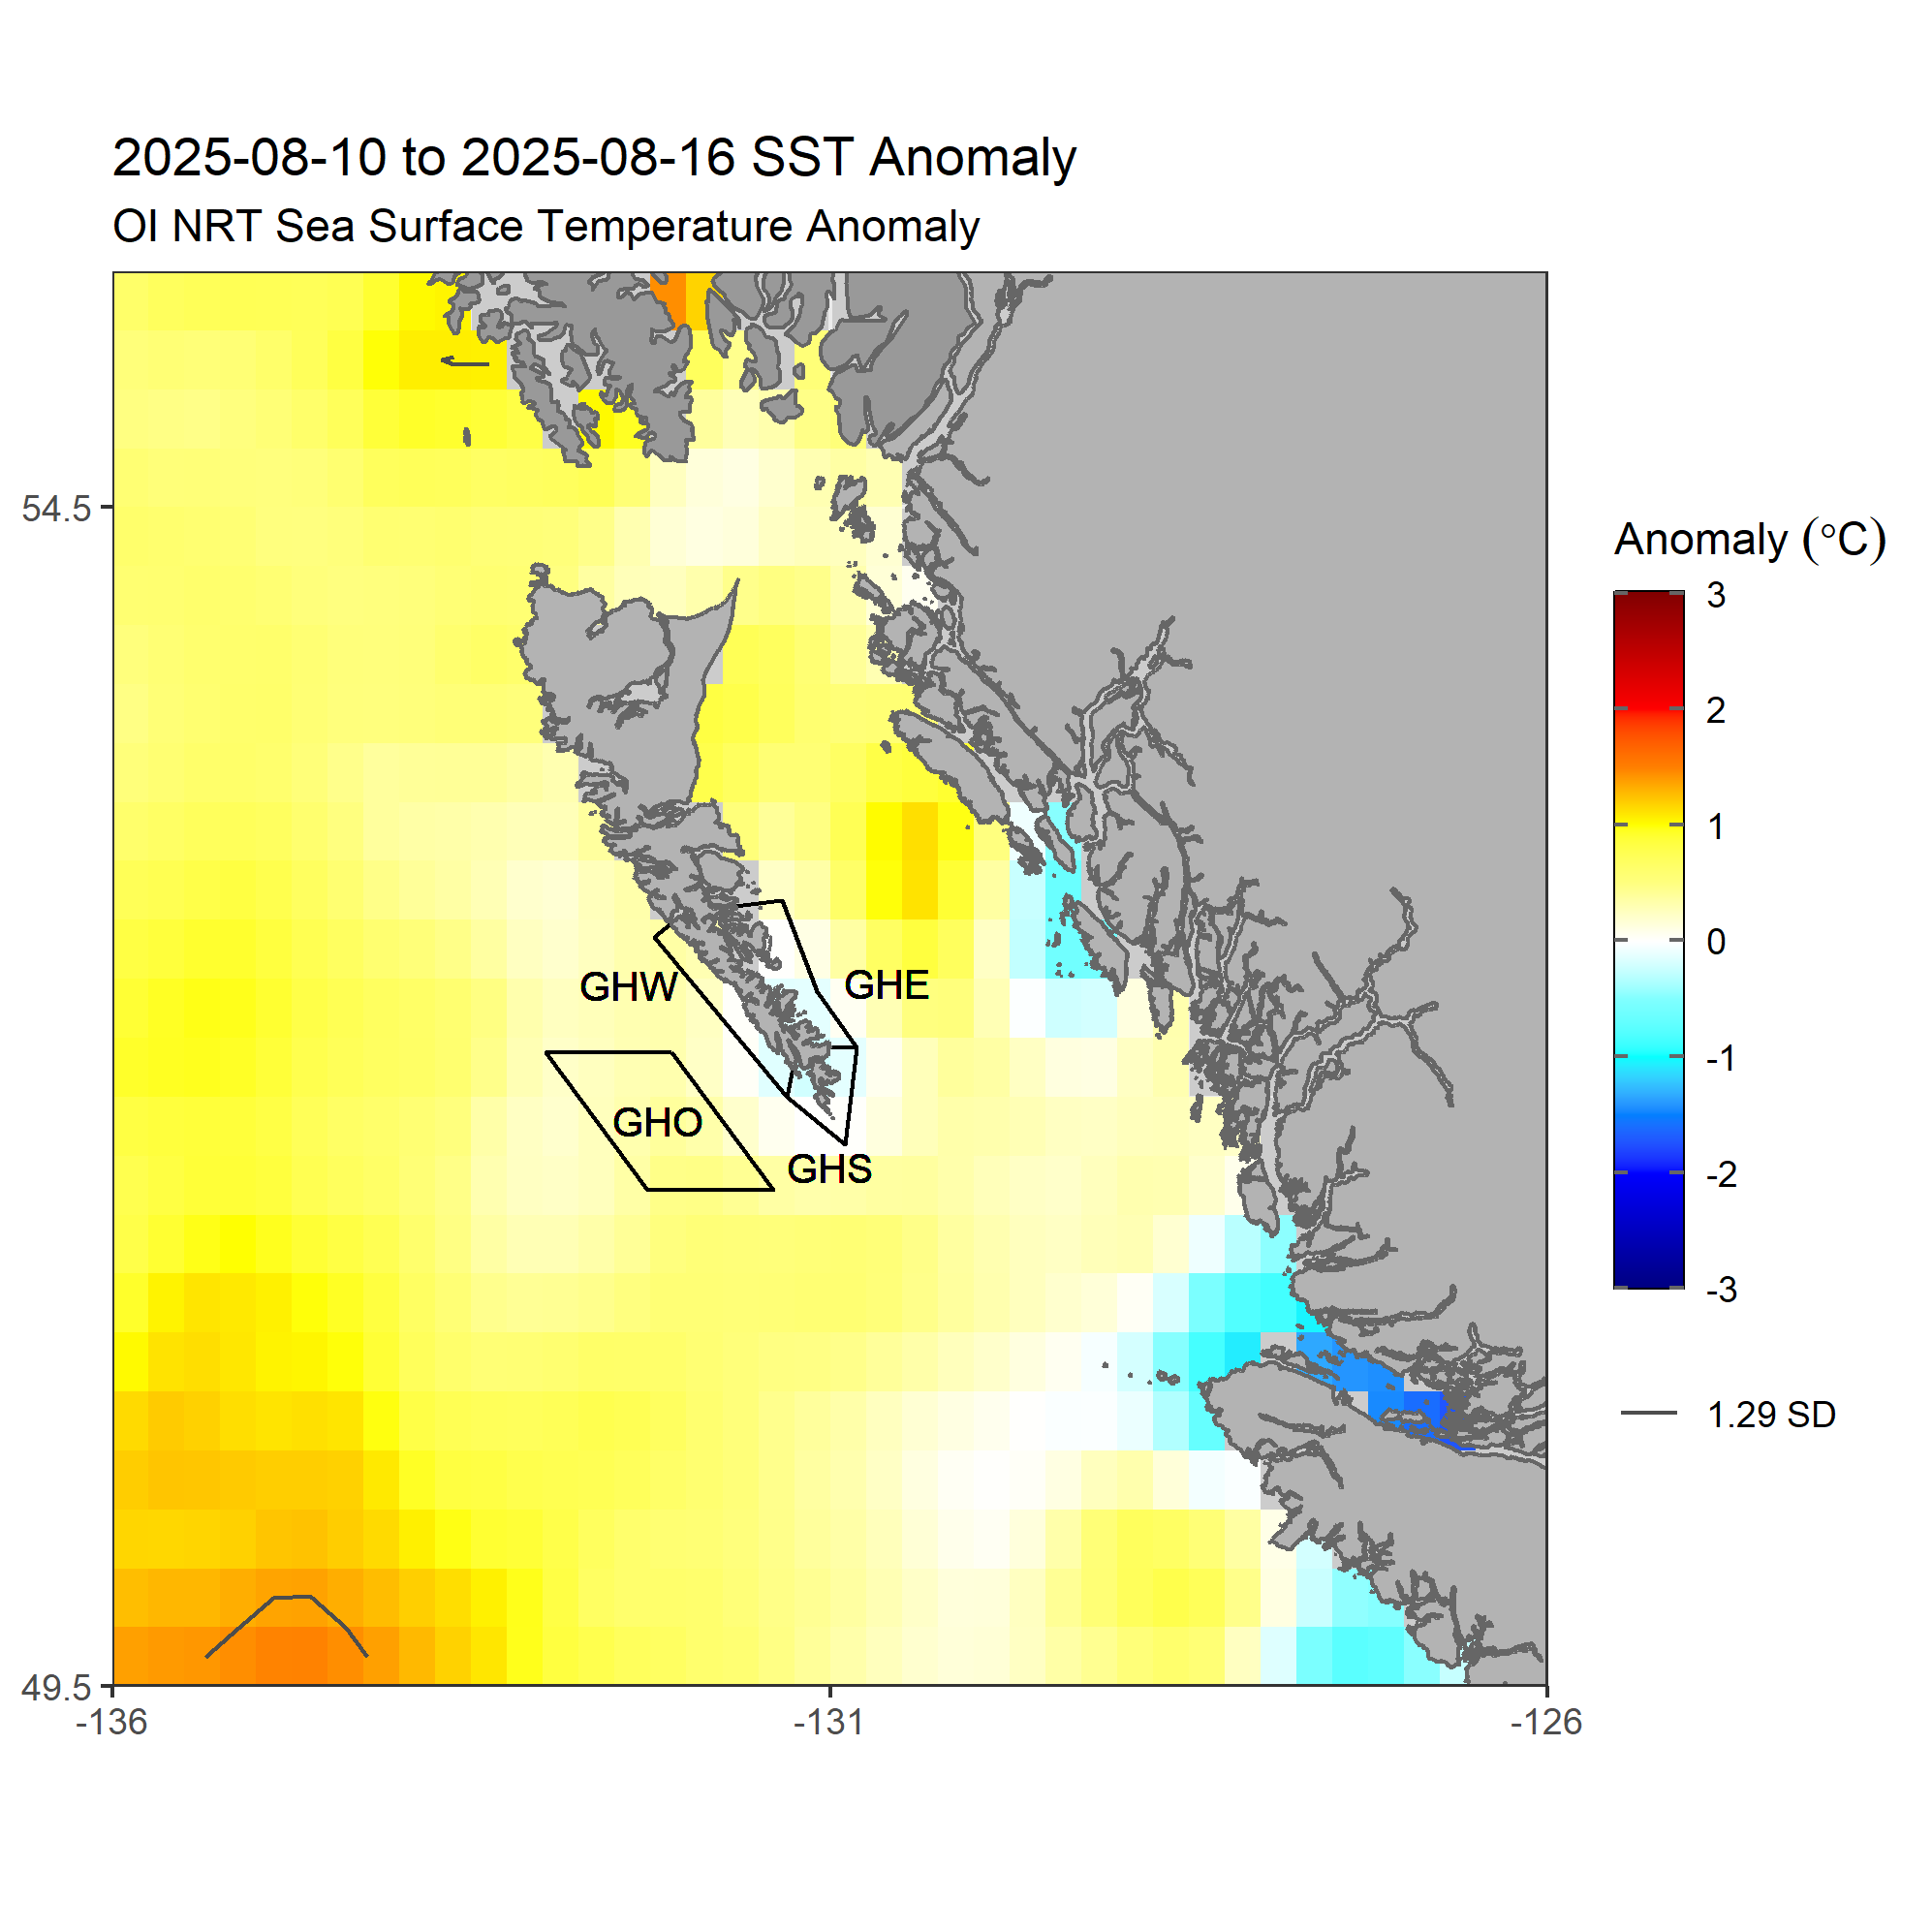 2025-08-10 to 2025-08-16 SST Anomaly
OI NRT Sea Surface Temperature Anomaly
54.5
49.5
-136
-131
-126
GHW
GHE
GHO
GHS
Anomaly (°C)
3
2
1
0
-1
-2
-3
1.29 SD